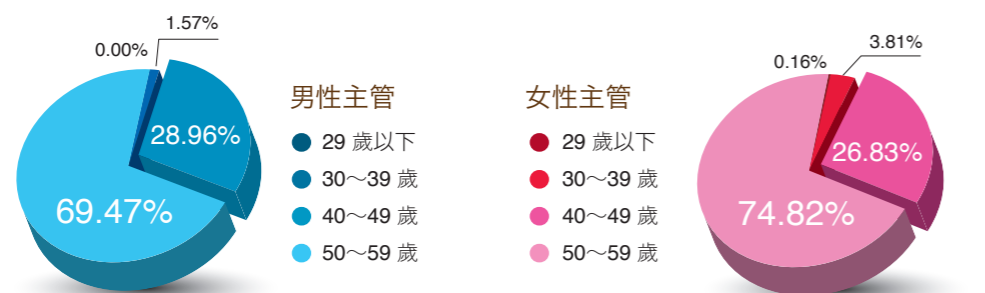 1.57%
0.00%
28.96%
69.47%
男性主管
29 歲以下
30～39 歲
40～49 歲
50～59 歲
女性主管
29 歲以下
30～39 歲
40～49 歲
50～59 歲
3.81%
0.16%
26.83%
74.82%